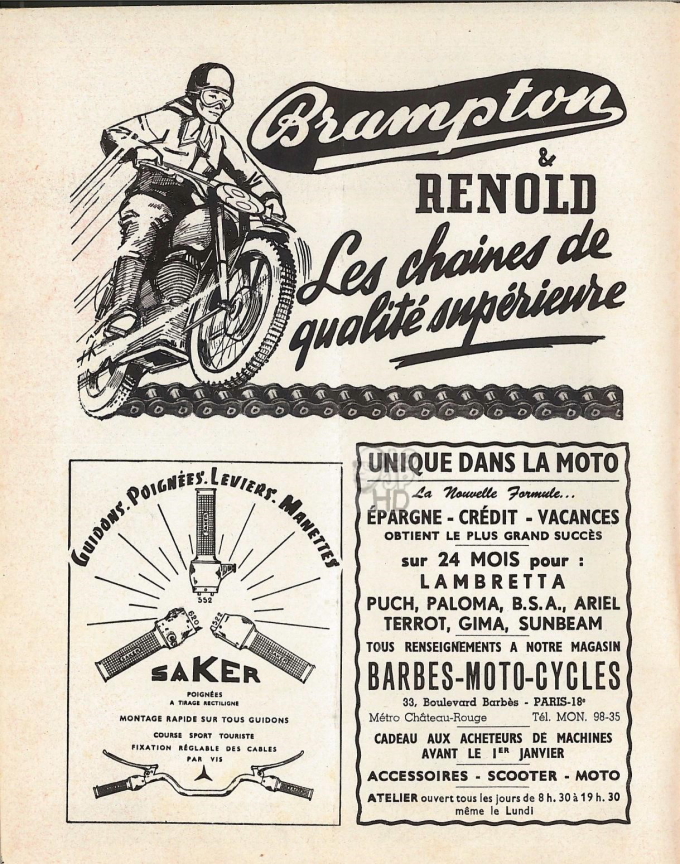 Brampton
&
RENOLD
Les chaines de
qualité supérieure
GUIDONS. POIGNÉES. LEVIERS. MANETTES
552
620
1522
SAKER
POIGNÉES
A TIRAGE RECTILIGNE
MONTAGE RAPIDE SUR TOUS GUIDONS
COURSE SPORT TOURISTE
FIXATION RÉGLABLE DES CABLES
PAR VIS
UNIQUE DANS LA MOTO
La Nouvelle Formule...
ÉPARGNE - CRÉDIT - VACANCES
OBTIENT LE PLUS GRAND SUCCÈS
sur 24 MOIS pour :
LAMBRETTA
PUCH, PALOMA, B.S.A., ARIEL
TERROT, GIMA, SUNBEAM
TOUS RENSEIGNEMENTS A NOTRE MAGASIN
BARBES-MOTO-CYCLES
33, Boulevard Barbès - PARIS-18e
Métro Château-Rouge Tél. MON. 98-35
CADEAU AUX ACHETEURS DE MACHINES
AVANT LE 1ER JANVIER
ACCESSOIRES - SCOOTER - MOTO
ATELIER ouvert tous les jours de 8 h. 30 à 19 h. 30
même le Lundi
HD